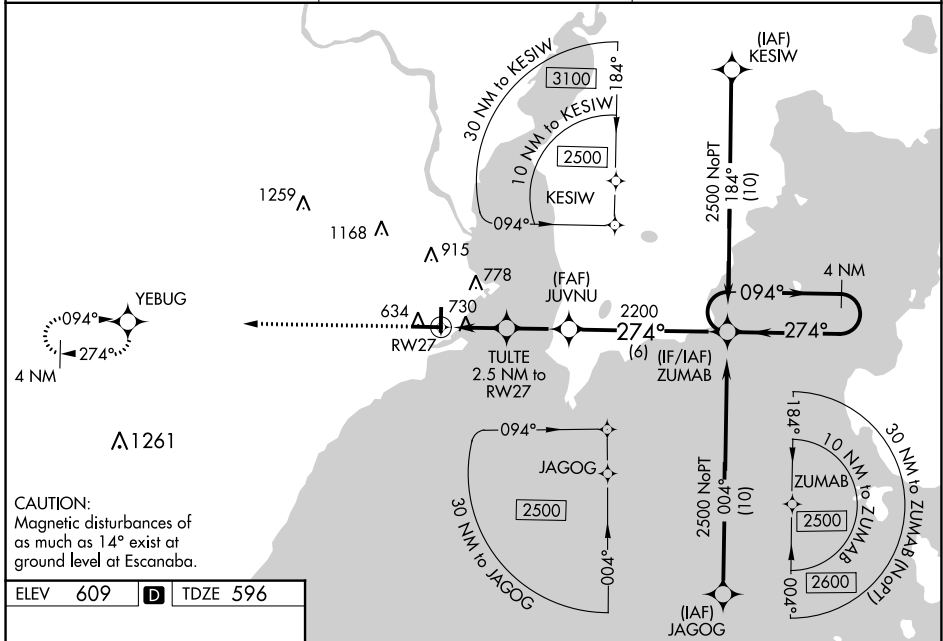 (IAF)
KESIW
30 NM to KESIW
3100
184°
10 NM to KESIW
2500
KESIW
094°
2500 NoPT
184°
(10)
1259
1168
915
778
730
634
RW27
YEBUG
094°
274°
4 NM
(FAF)
JUVNU
2200
274°
(6)
094°
4 NM
274°
(IF/IAF)
ZUMAB
TULTE
2.5 NM to
RW27
1261
094°
JAGOG
2500
30 NM to JAGOG
004°
2500 NoPT
004°
(10)
184°
30 NM to ZUMAB (NoPT)
10 NM to ZUMAB
ZUMAB
2500
2600
004°
(IAF)
JAGOG
CAUTION:
Magnetic disturbances of
as much as 14° exist at
ground level at Escanaba.
ELEV 609 D TDZE 596